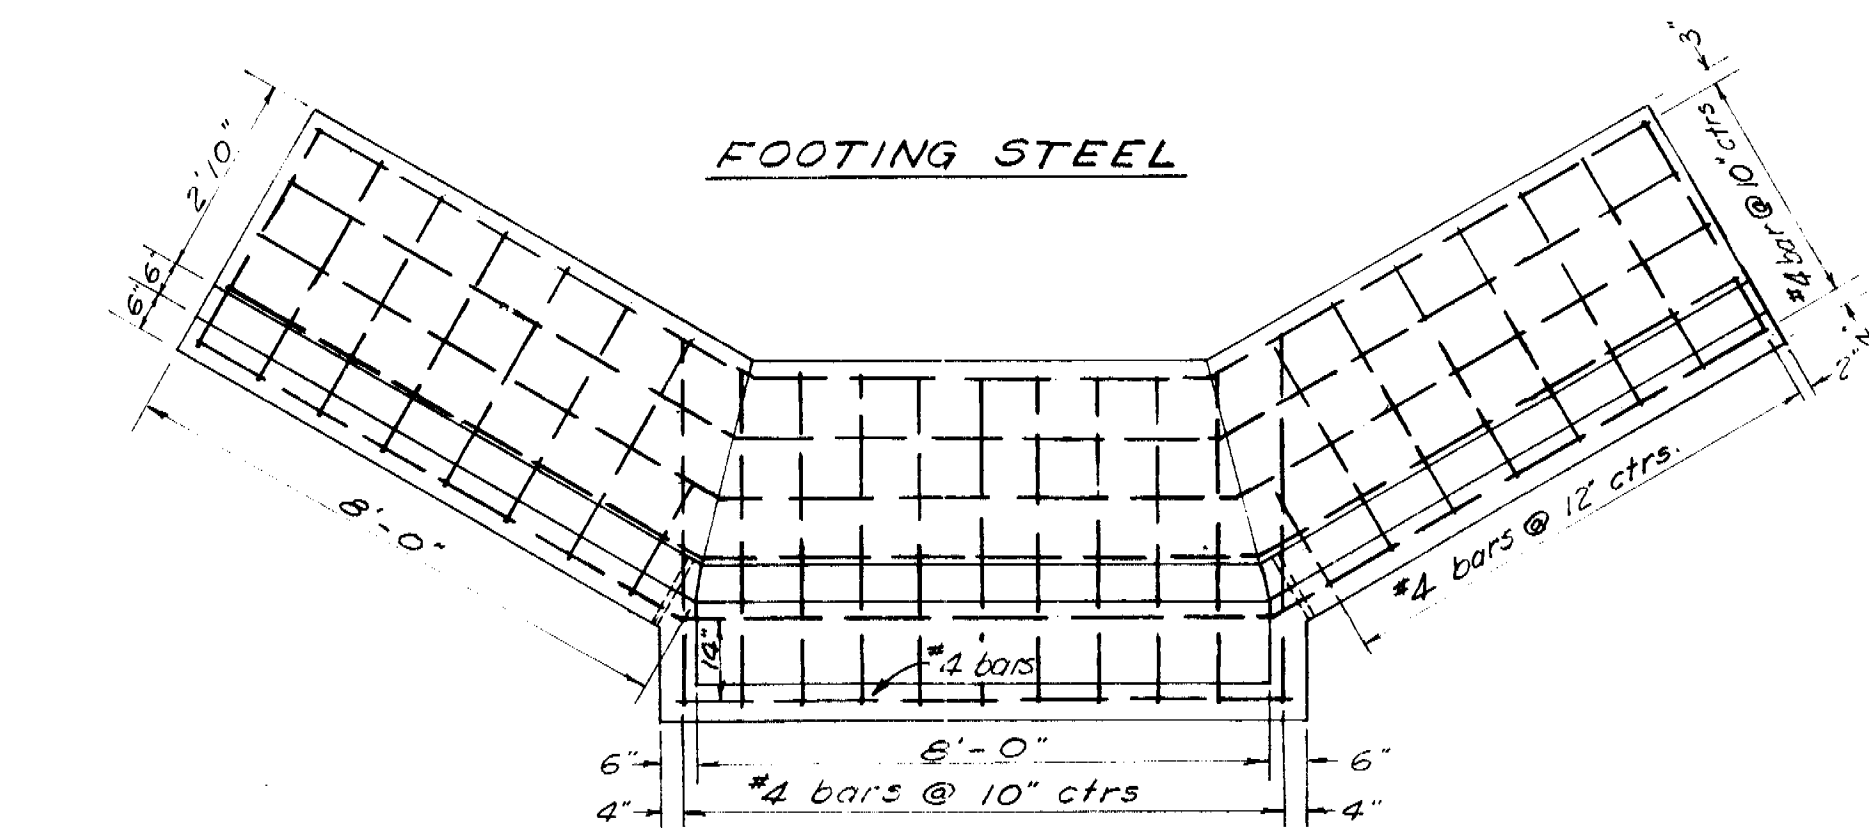 FOOTING STEEL
3"
2'10"
#4 bar @ 10" ctrs
6"
6"
2"
8'-0"
#4 bars @ 12" ctrs.
14"
#4 bars
6"
8'-0"
6"
#4 bars @ 10" ctrs
4"
4"